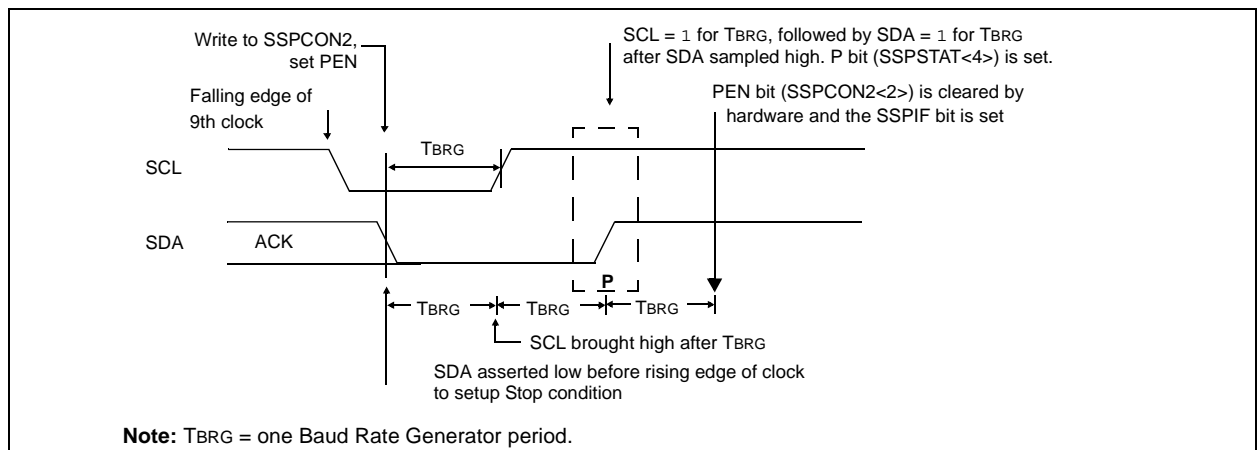 Write to SSPCON2,
set PEN
SCL = 1 for TBRG, followed by SDA = 1 for TBRG
after SDA sampled high. P bit (SSPSTAT<4>) is set.
Falling edge of
9th clock
PEN bit (SSPCON2<2>) is cleared by
hardware and the SSPIF bit is set
TBRG
SCL
SDA
ACK
P
TBRG
TBRG
TBRG
SCL brought high after TBRG
SDA asserted low before rising edge of clock
to setup Stop condition
Note: TBRG = one Baud Rate Generator period.